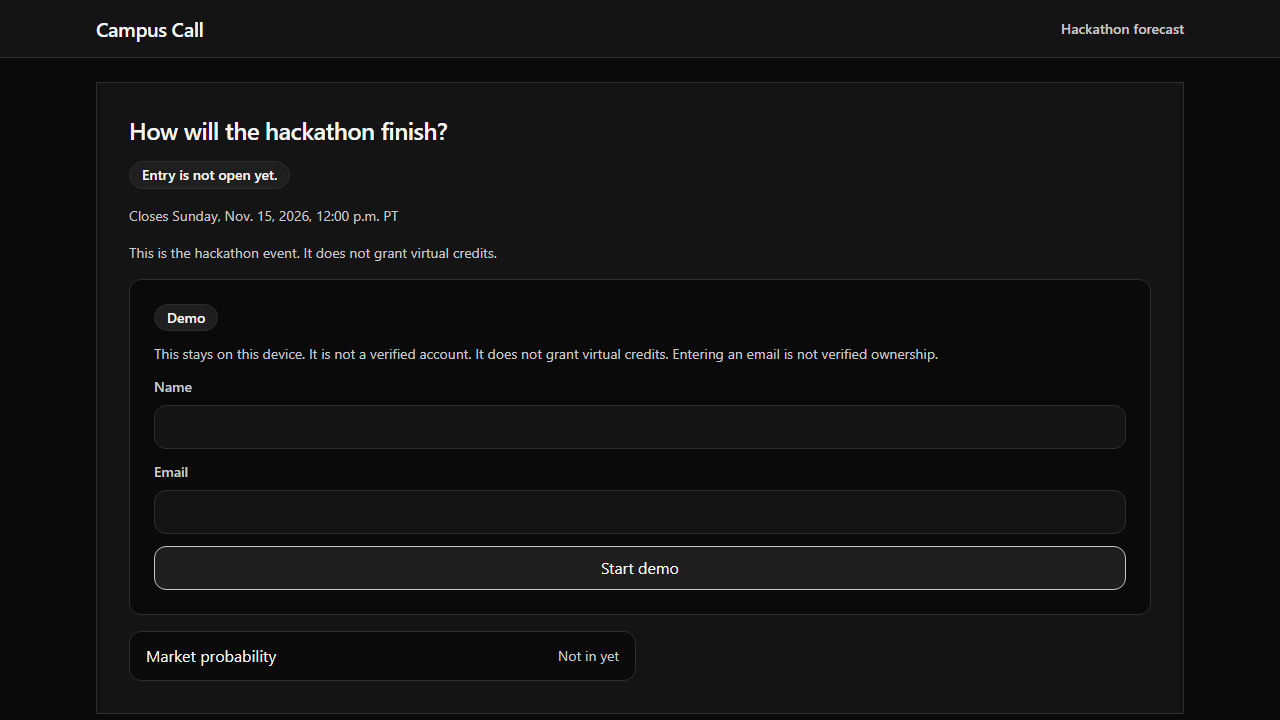 Campus Call
Hackathon forecast
How will the hackathon finish?
Entry is not open yet.
Closes Sunday, Nov. 15, 2026, 12:00 p.m. PT
This is the hackathon event. It does not grant virtual credits.
Demo
This stays on this device. It is not a verified account. It does not grant virtual credits. Entering an email is not verified ownership.
Name
Email
Start demo
Market probability
Not in yet